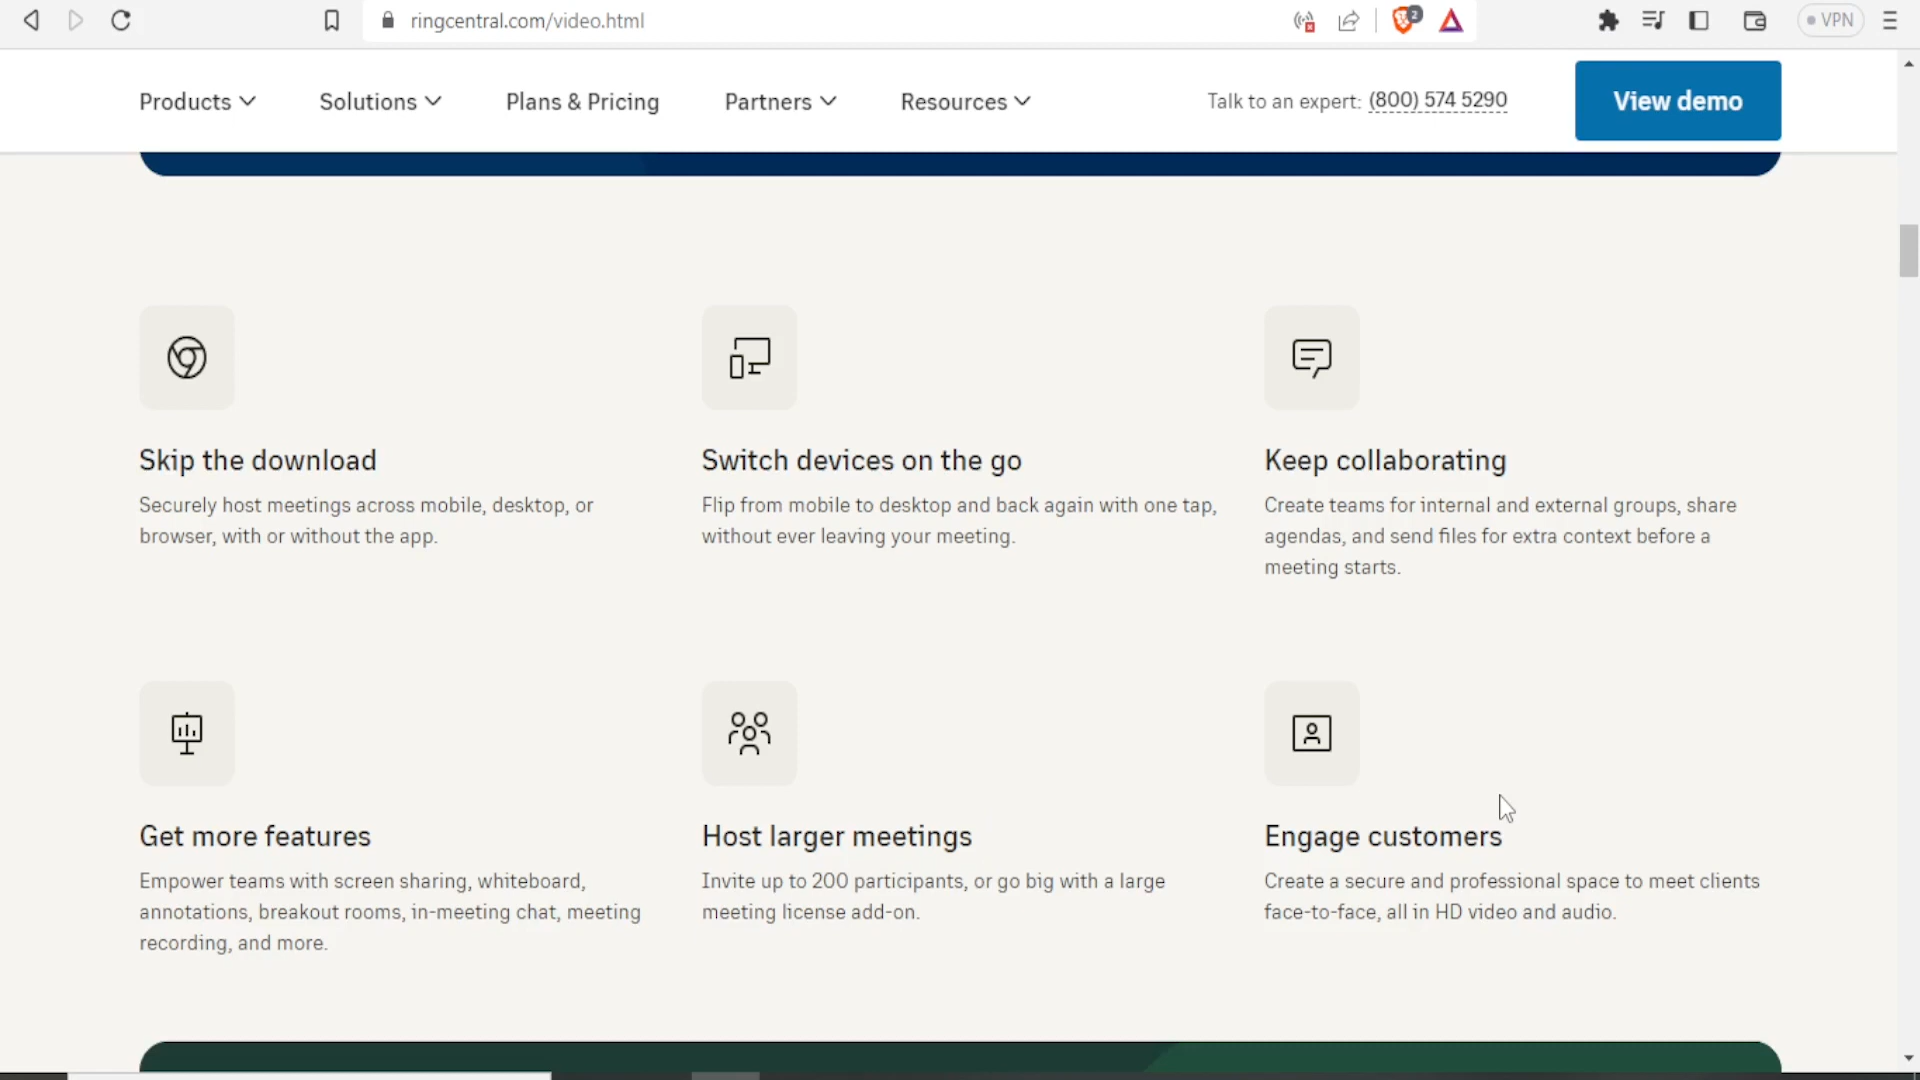 ringcentral.com/video.html
2
VPN
Products
Solutions
Plans & Pricing
Partners
Resources
Talk to an expert: (800) 574 5290
View demo
Skip the download
Securely host meetings across mobile, desktop, or
browser, with or without the app.
Switch devices on the go
Flip from mobile to desktop and back again with one tap,
without ever leaving your meeting.
Keep collaborating
Create teams for internal and external groups, share
agendas, and send files for extra context before a
meeting starts.
Get more features
Empower teams with screen sharing, whiteboard,
annotations, breakout rooms, in-meeting chat, meeting
recording, and more.
Host larger meetings
Invite up to 200 participants, or go big with a large
meeting license add-on.
Engage customers
Create a secure and professional space to meet clients
face-to-face, all in HD video and audio.